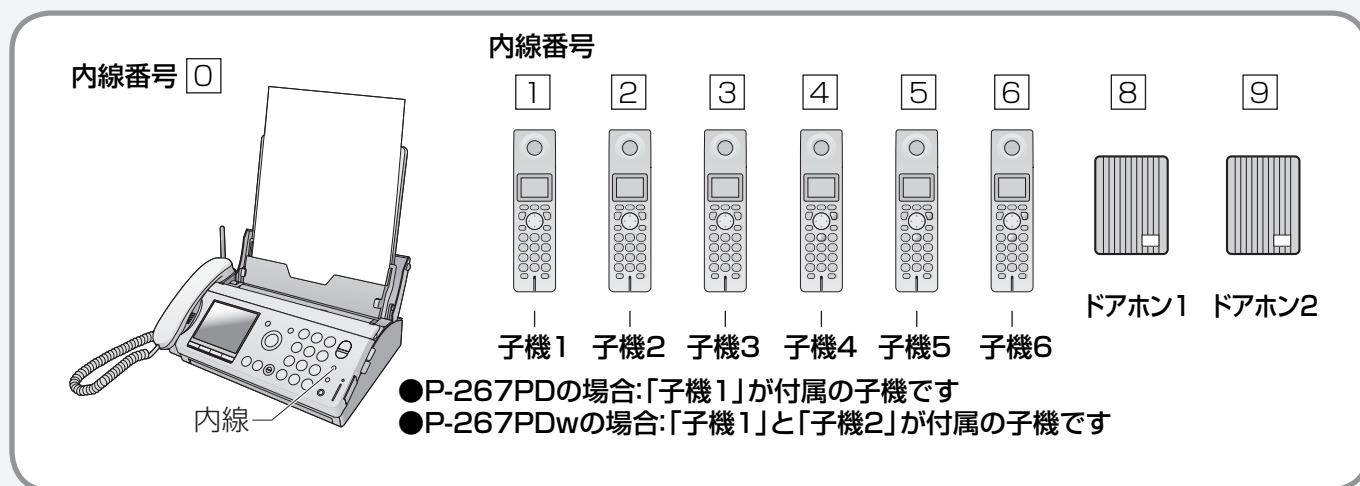 内線番号
内線番号 0
1 2 3 4 5 6 8 9
ドアホン1 ドアホン2
子機1 子機2 子機3 子機4 子機5 子機6
●P-267PDの場合:「子機1」が付属の子機です
●P-267PDwの場合:「子機1」と「子機2」が付属の子機です
内線